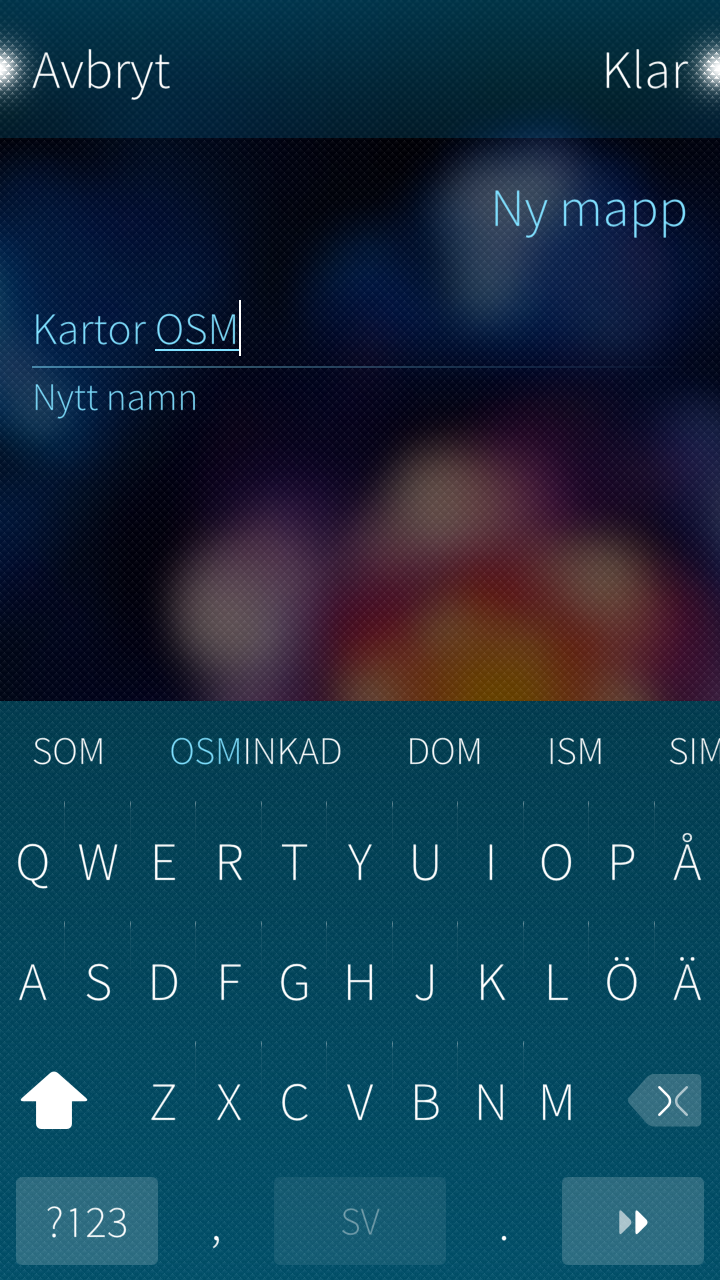 Avbryt Klar
Ny mapp
Kartor OSM
Nytt namn
SOM OSMINKAD DOM ISM SIM
Q W E R T Y U I O P Å
A S D F G H J K L Ö Ä
Z X C V B N M
?123 , SV .